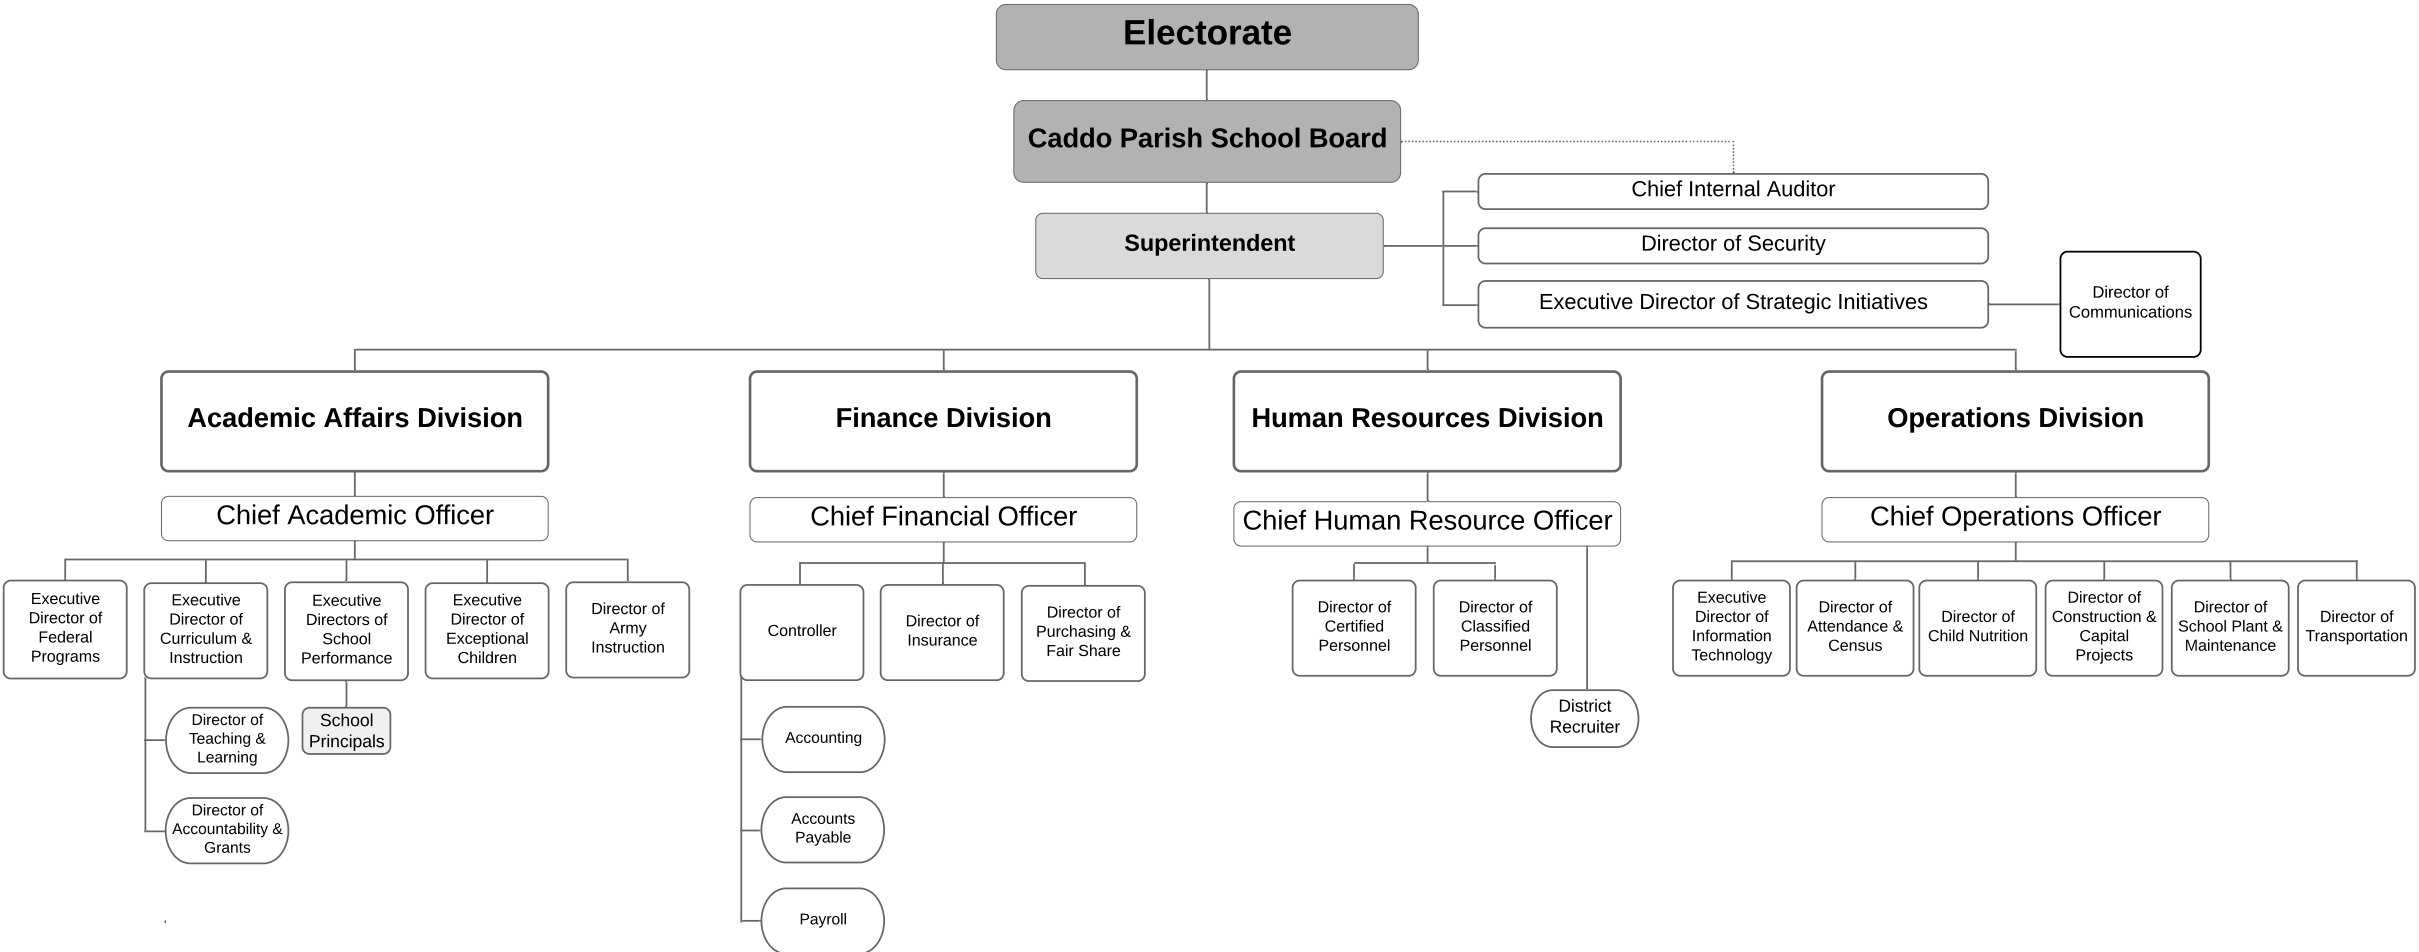 Electorate
Caddo Parish School Board
Chief Internal Auditor
Superintendent
Director of Security
Executive Director of Strategic Initiatives
Director of
Communications
Academic Affairs Division
Finance Division
Human Resources Division
Operations Division
Chief Academic Officer
Chief Financial Officer
Chief Human Resource Officer
Chief Operations Officer
Executive
Director of
Federal
Programs
Executive
Director of
Curriculum &
Instruction
Executive
Directors of
School
Performance
Executive
Director of
Exceptional
Children
Director of
Army
Instruction
Controller
Director of
Insurance
Director of
Purchasing &
Fair Share
Director of
Certified
Personnel
Director of
Classified
Personnel
Executive
Director of
Information
Technology
Director of
Attendance &
Census
Director of
Child Nutrition
Director of
Construction &
Capital
Projects
Director of
School Plant &
Maintenance
Director of
Transportation
Director of
Teaching &
Learning
School
Principals
Accounting
District
Recruiter
Director of
Accountability &
Grants
Accounts
Payable
Payroll